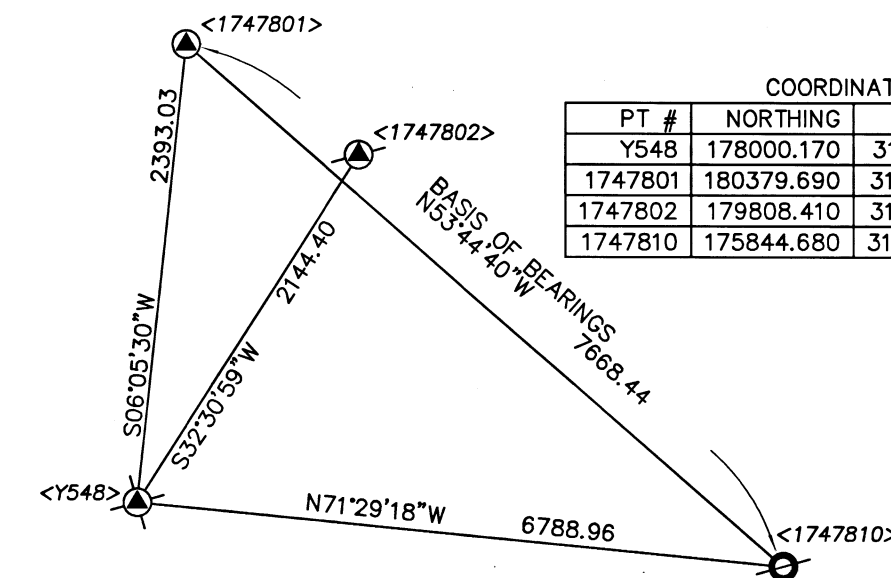 <1747801>
2393.03
<1747802>
COORDINAT
PT # NORTHING
Y548 178000.170 31
1747801 180379.690 31
1747802 179808.410 31
1747810 175844.680 31
BASIS OF BEARINGS
N53°44'40"W
7668.44
2144.40
S06°05'30"W
S32°30'59"W
<Y548>
N71°29'18"W
6788.96
<1747810>